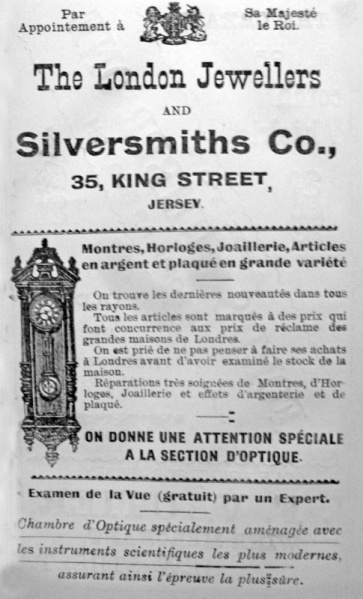 Par Sa Majesté
Appointement à le Roi.
The London Jewellers
AND
Silversmiths Co.,
35, KING STREET,
JERSEY.
Montres, Horloges, Joaillerie, Articles
en argent et plaqué en grande variété
On trouve les dernières nouveautés dans tous
les rayons.
Tous les articles sont marqués à des prix qui
font concurrence aux prix de réclame des
grandes maisons de Londres.
On est prié de ne pas penser à faire ses achats
à Londres avant d'avoir examiné le stock de la
maison.
Réparations très soignées de Montres, d'Hor-
loges, Joaillerie et effets d'argenterie et de
plaqué.
ON DONNE UNE ATTENTION SPÉCIALE
A LA SECTION D'OPTIQUE.
Examen de la Vue (gratuit) par un Expert.
Chambre d'Optique spécialement aménagée avec
les instruments scientifiques les plus modernes,
assurant ainsi l'épreuve la plus sûre.